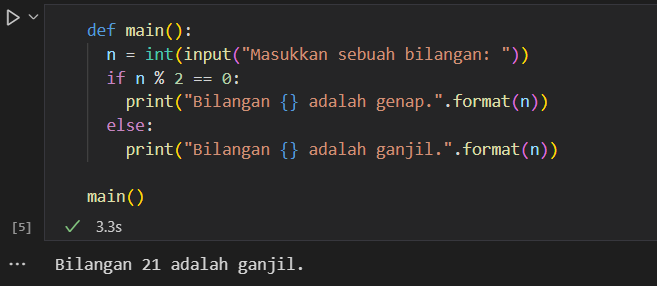 def main():
  n = int(input("Masukkan sebuah bilangan: "))
  if n % 2 == 0:
    print("Bilangan {} adalah genap.".format(n))
  else:
    print("Bilangan {} adalah ganjil.".format(n))
main()
[5] 3.3s
Bilangan 21 adalah ganjil.